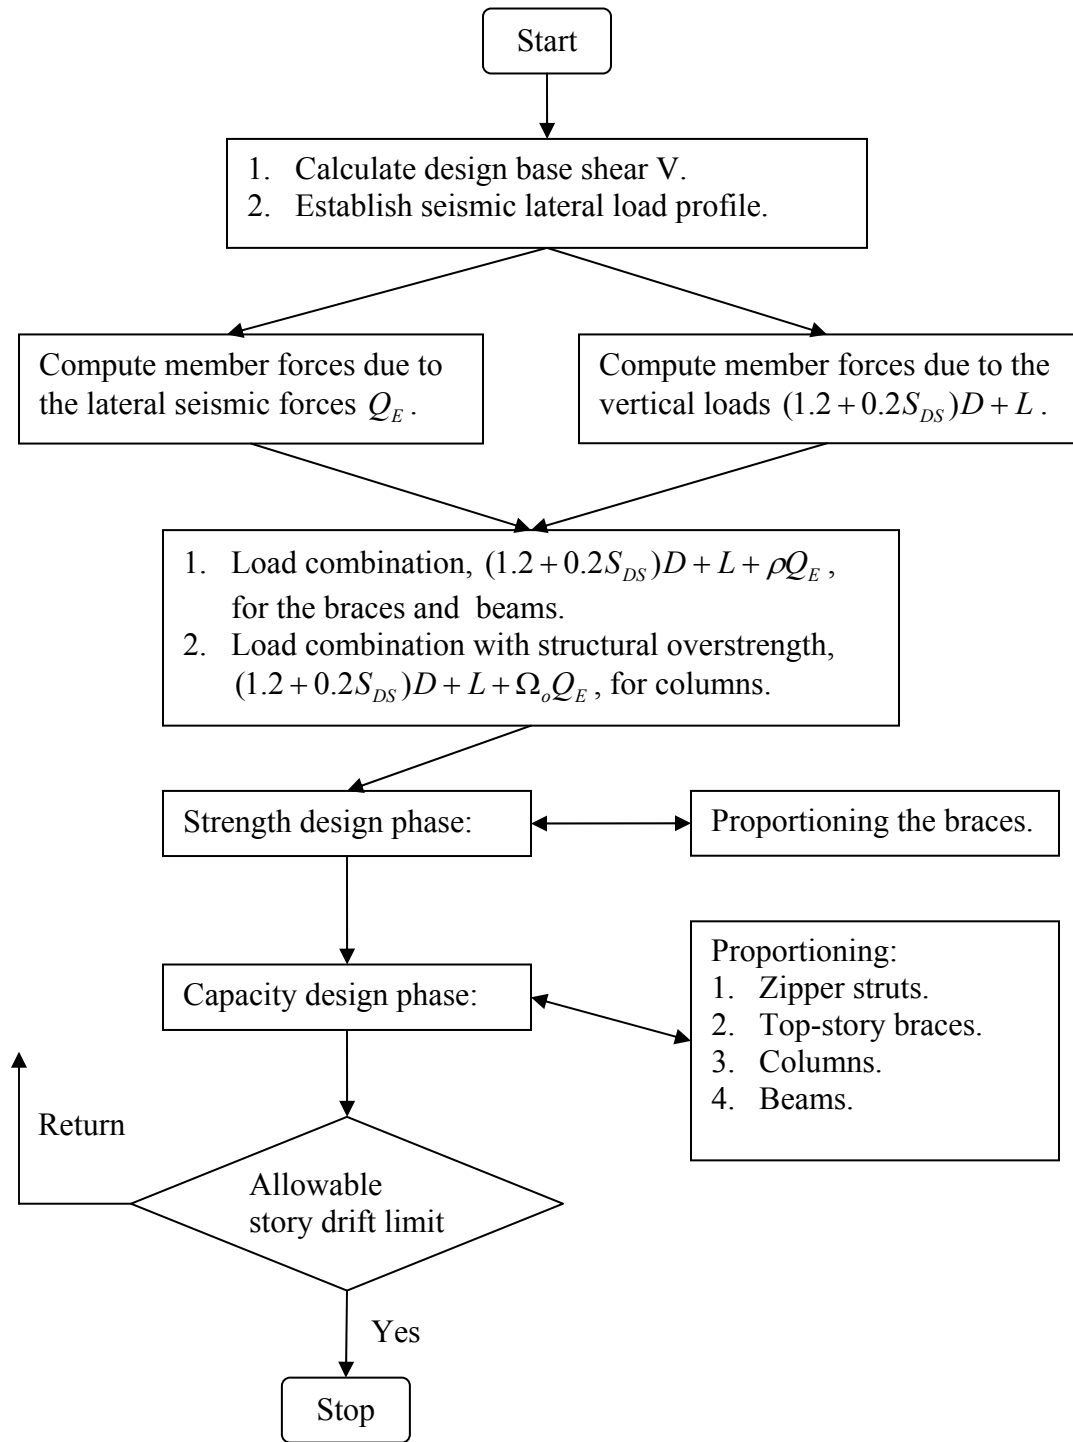 Start
1. Calculate design base shear V.
2. Establish seismic lateral load profile.
Compute member forces due to
the lateral seismic forces Q_E .
Compute member forces due to the
vertical loads (1.2 + 0.2S_{DS})D + L .
1. Load combination, (1.2 + 0.2S_{DS})D + L + ρQ_E ,
for the braces and beams.
2. Load combination with structural overstrength,
(1.2 + 0.2S_{DS})D + L + Ω_oQ_E , for columns.
Strength design phase:
Proportioning the braces.
Capacity design phase:
Proportioning:
1. Zipper struts.
2. Top-story braces.
3. Columns.
4. Beams.
Return
Allowable
story drift limit
Yes
Stop